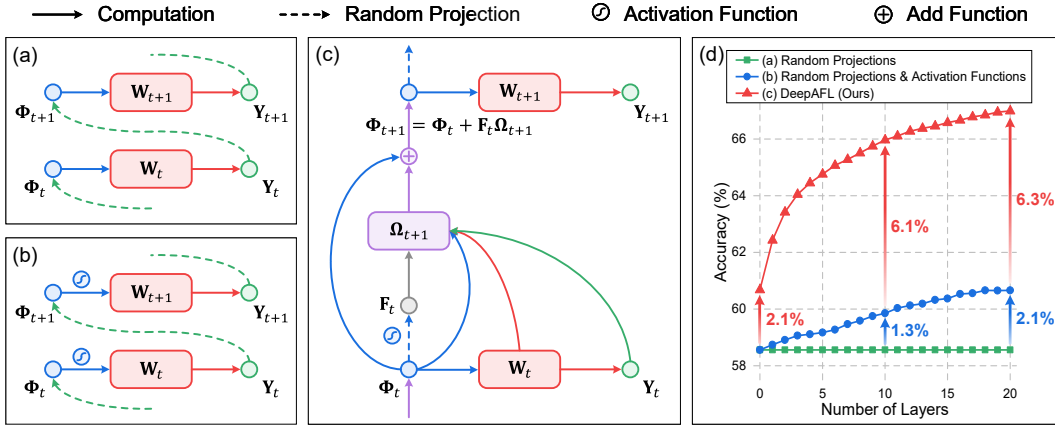 Computation Random Projection Activation Function Add Function
(a)
W_{t+1}
Φ_{t+1}
Y_{t+1}
W_t
Φ_t
Y_t
(b)
W_{t+1}
Φ_{t+1}
Y_{t+1}
W_t
Φ_t
Y_t
(c)
W_{t+1}
Y_{t+1}
Φ_{t+1} = Φ_t + F_tΩ_{t+1}
Ω_{t+1}
F_t
W_t
Φ_t
Y_t
(d)
(a) Random Projections
(b) Random Projections & Activation Functions
(c) DeepAFL (Ours)
Accuracy (%)
66
64
62
60
58
6.1%
6.3%
2.1%
1.3%
2.1%
0 5 10 15 20
Number of Layers